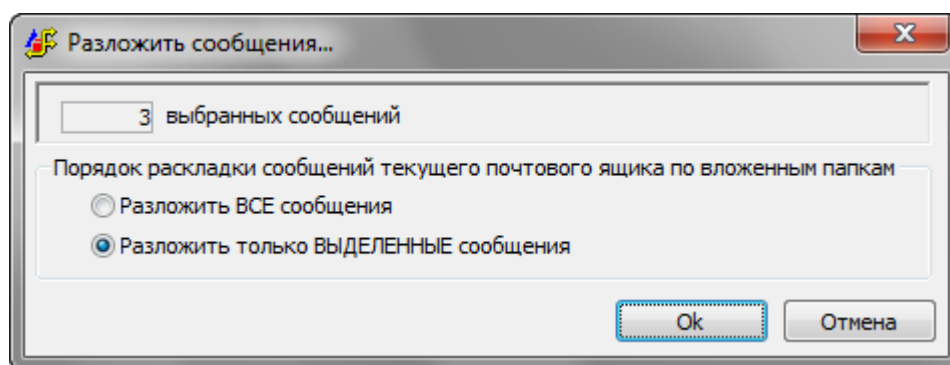 Разложить сообщения...
3 выбранных сообщений
Порядок раскладки сообщений текущего почтового ящика по вложенным папкам
Разложить ВСЕ сообщения
Разложить только ВЫДЕЛЕННЫЕ сообщения
Ok Отмена